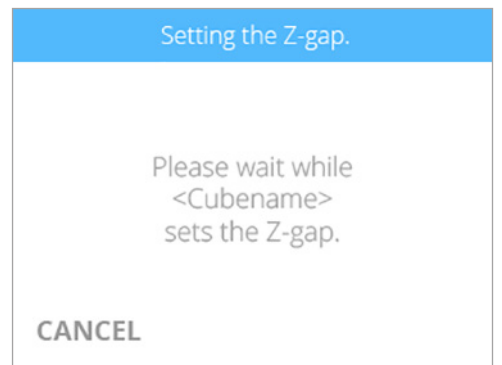 Setting the Z-gap.
Please wait while
<Cubename>
sets the Z-gap.
CANCEL